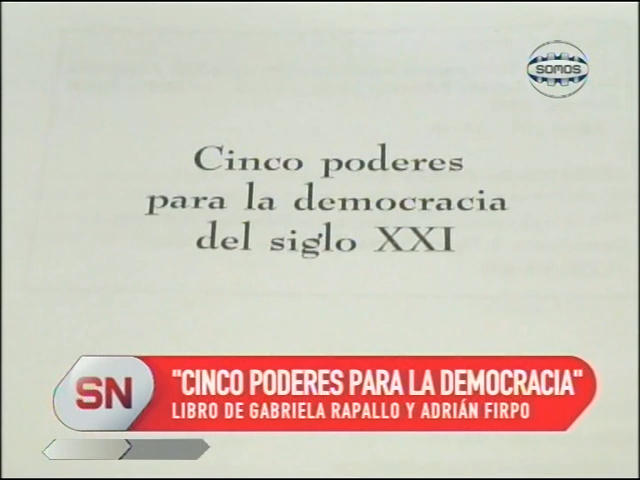 SOMOS
Cinco poderes
para la democracia
del siglo XXI
SN
"CINCO PODERES PARA LA DEMOCRACIA"
LIBRO DE GABRIELA RAPALLO Y ADRIÁN FIRPO